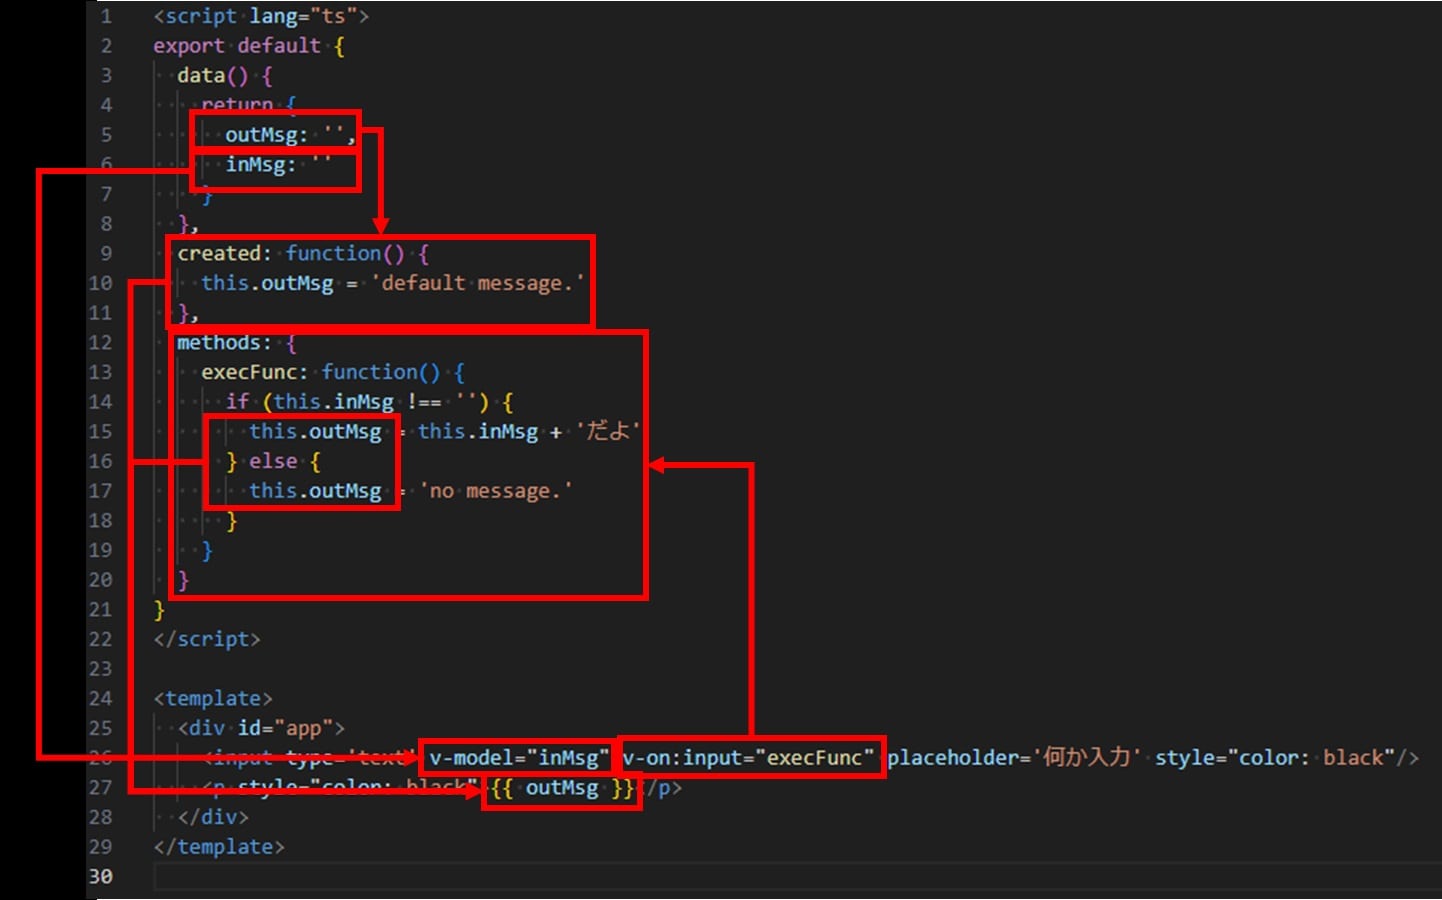 1 <script lang="ts">
2 export default {
3 data() {
4 return {
5 outMsg: '',
6 inMsg: ''
7 }
8 },
9 created: function() {
10 this.outMsg = 'default message.'
11 },
12 methods: {
13 execFunc: function() {
14 if (this.inMsg !== '') {
15 this.outMsg = this.inMsg + 'だよ'
16 } else {
17 this.outMsg = 'no message.'
18 }
19 }
20 }
21 }
22 </script>
23
24 <template>
25 <div id="app">
26 <input type='text' v-model="inMsg" v-on:input="execFunc" placeholder='何か入力' style="color: black"/>
27 <p style="color: black">{{ outMsg }}</p>
28 </div>
29 </template>
30